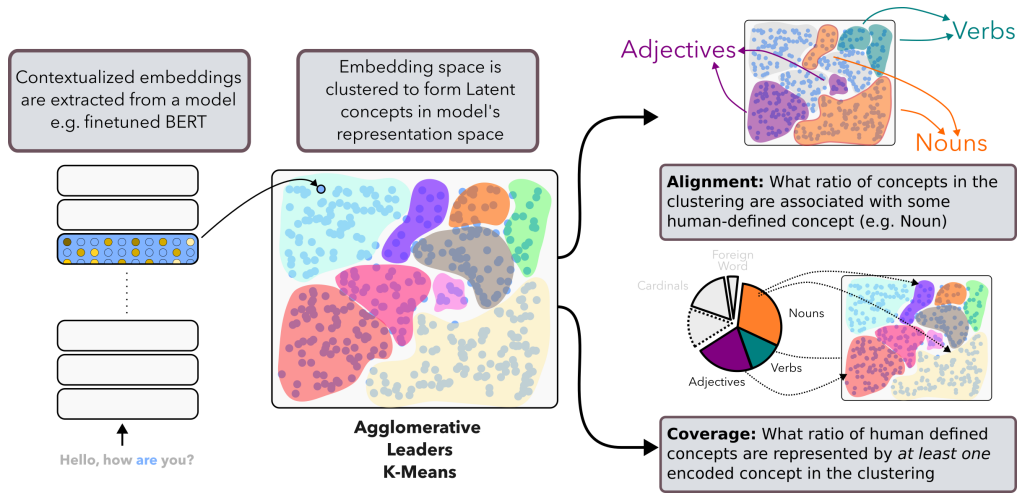 Contextualized embeddings
are extracted from a model
e.g. finetuned BERT
Hello, how are you?
Embedding space is
clustered to form Latent
concepts in model's
representation space
Agglomerative
Leaders
K-Means
Adjectives
Verbs
Nouns
Alignment: What ratio of concepts in the
clustering are associated with some
human-defined concept (e.g. Noun)
Foreign
Word
Cardinals
Nouns
Verbs
Adjectives
Coverage: What ratio of human defined
concepts are represented by at least one
encoded concept in the clustering